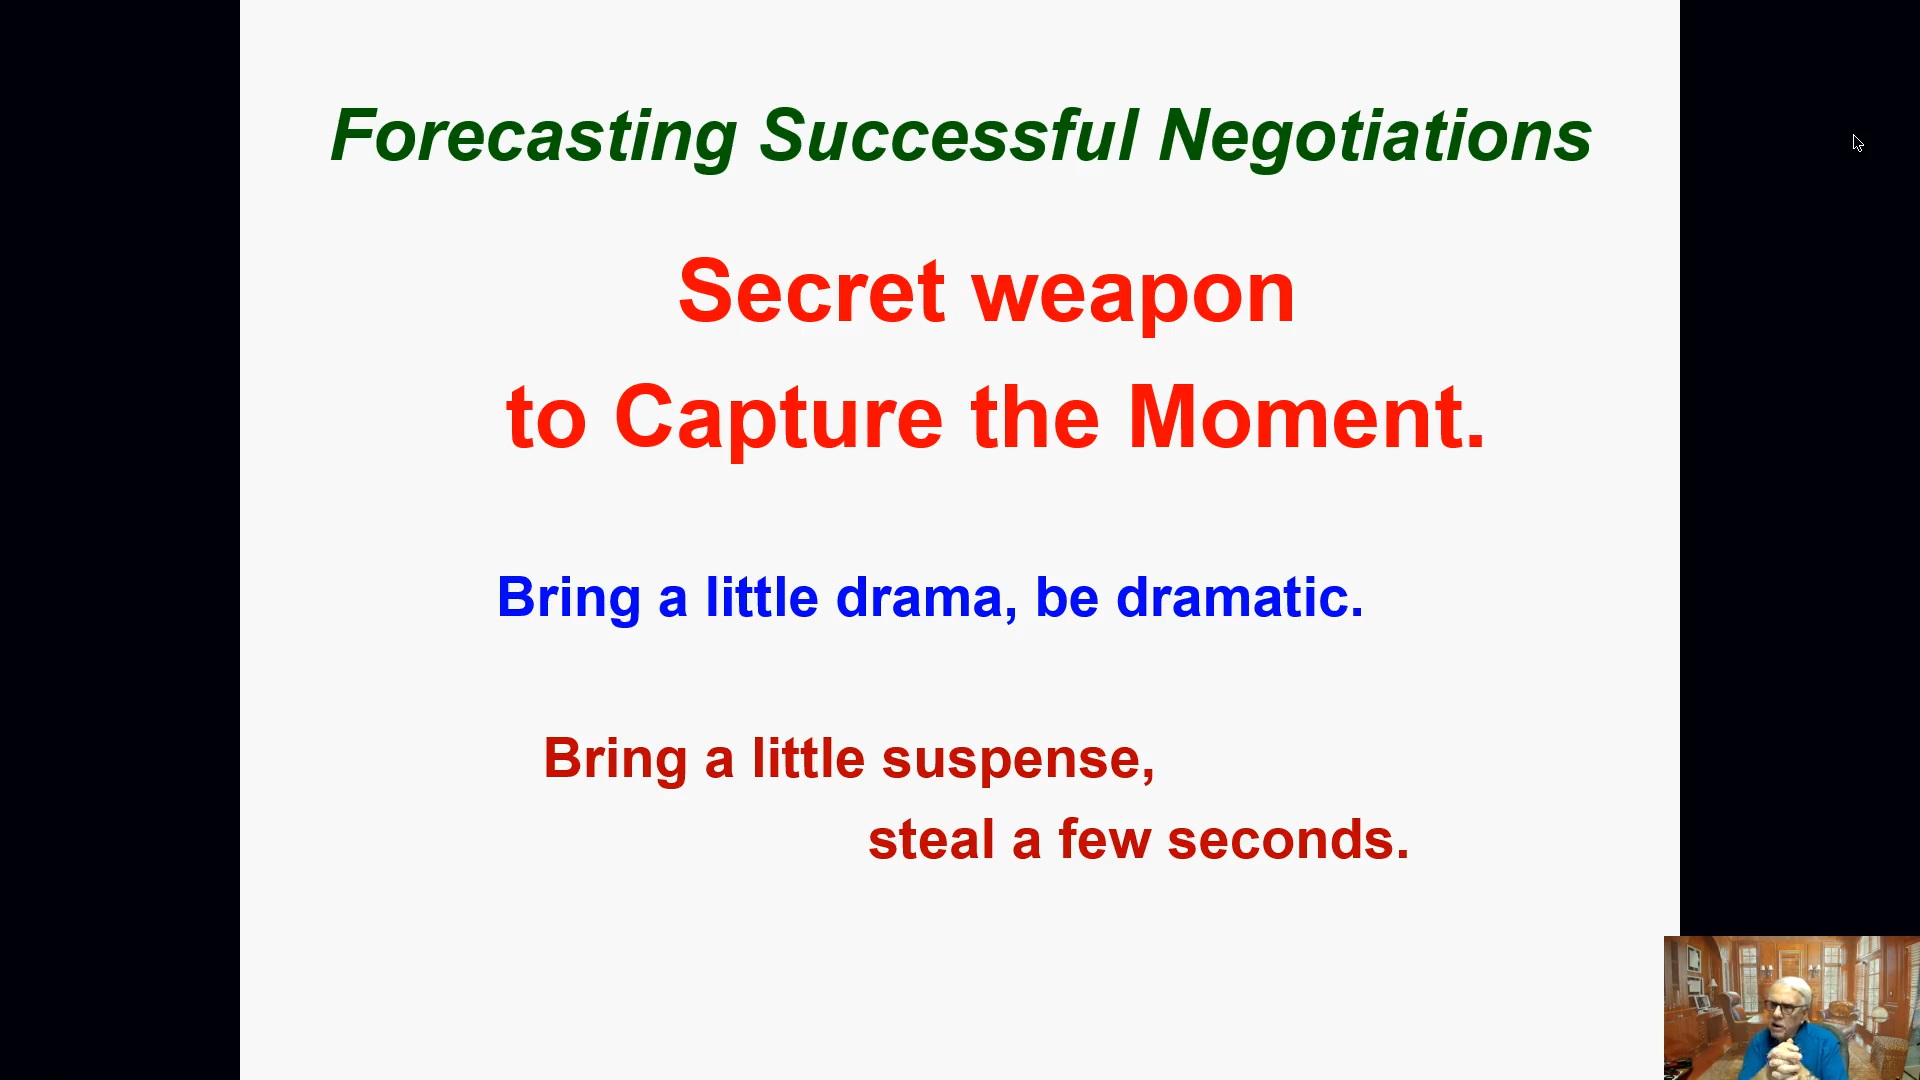 Forecasting Successful Negotiations
Secret weapon
to Capture the Moment.
Bring a little drama, be dramatic.
Bring a little suspense,
steal a few seconds.